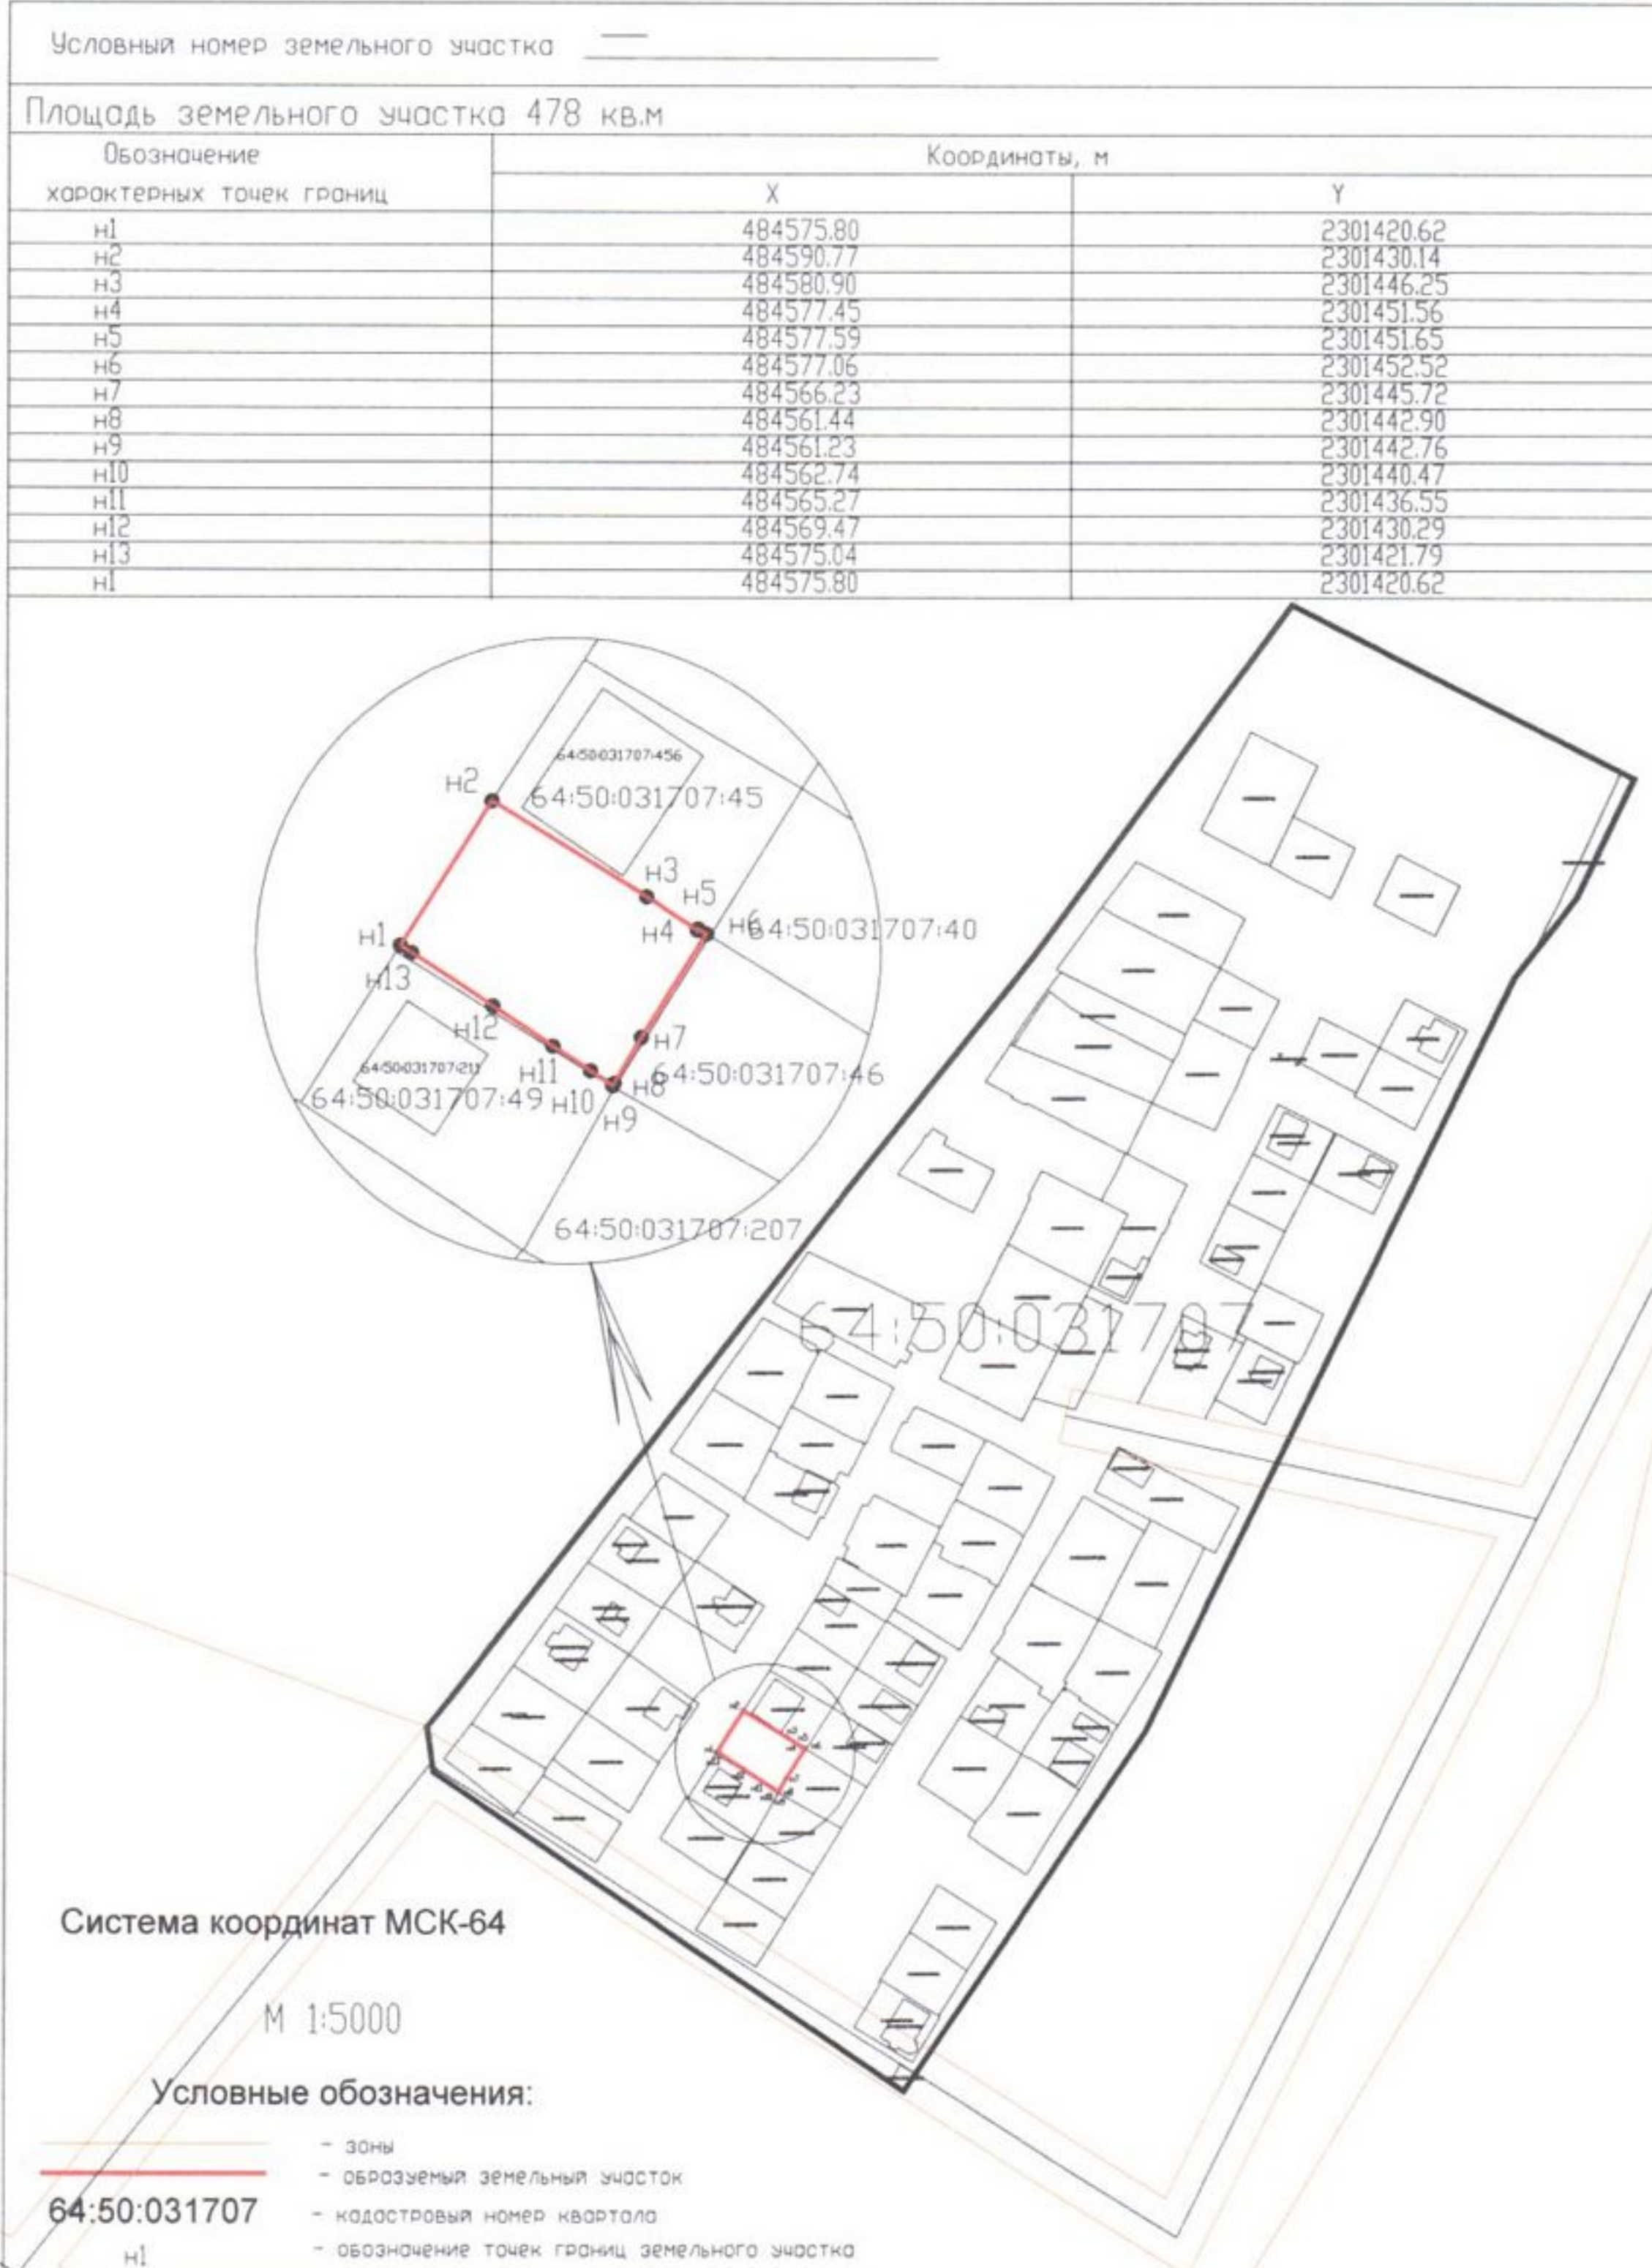 Условный номер земельного участка —
Площадь земельного участка 478 кв.м
Обозначение
характерных точек границ
Координаты, м
X Y
н1 484575.80 2301420.62
н2 484590.77 2301430.14
н3 484580.90 2301446.25
н4 484577.45 2301451.56
н5 484577.59 2301451.65
н6 484577.06 2301452.52
н7 484566.23 2301445.72
н8 484561.44 2301442.90
н9 484561.23 2301442.76
н10 484562.74 2301440.47
н11 484565.27 2301436.55
н12 484569.47 2301430.29
н13 484575.04 2301421.79
н1 484575.80 2301420.62
64:50:031707:456
н2
64:50:031707:45
н3
н5
н4
н6
64:50:031707:40
н1
н13
н12
н7
64:50:031707:211
н11
н8
64:50:031707:46
64:50:031707:49
н10
н9
64:50:031707:207
64:50:031707
Система координат МСК-64
М 1:5000
Условные обозначения:
- зоны
- образуемый земельный участок
64:50:031707 - кадастровый номер квартала
н1 - обозначение точек границ земельного участка